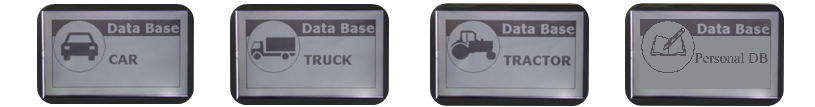 Data Base
CAR
Data Base
TRUCK
Data Base
TRACTOR
Data Base
Personal DB